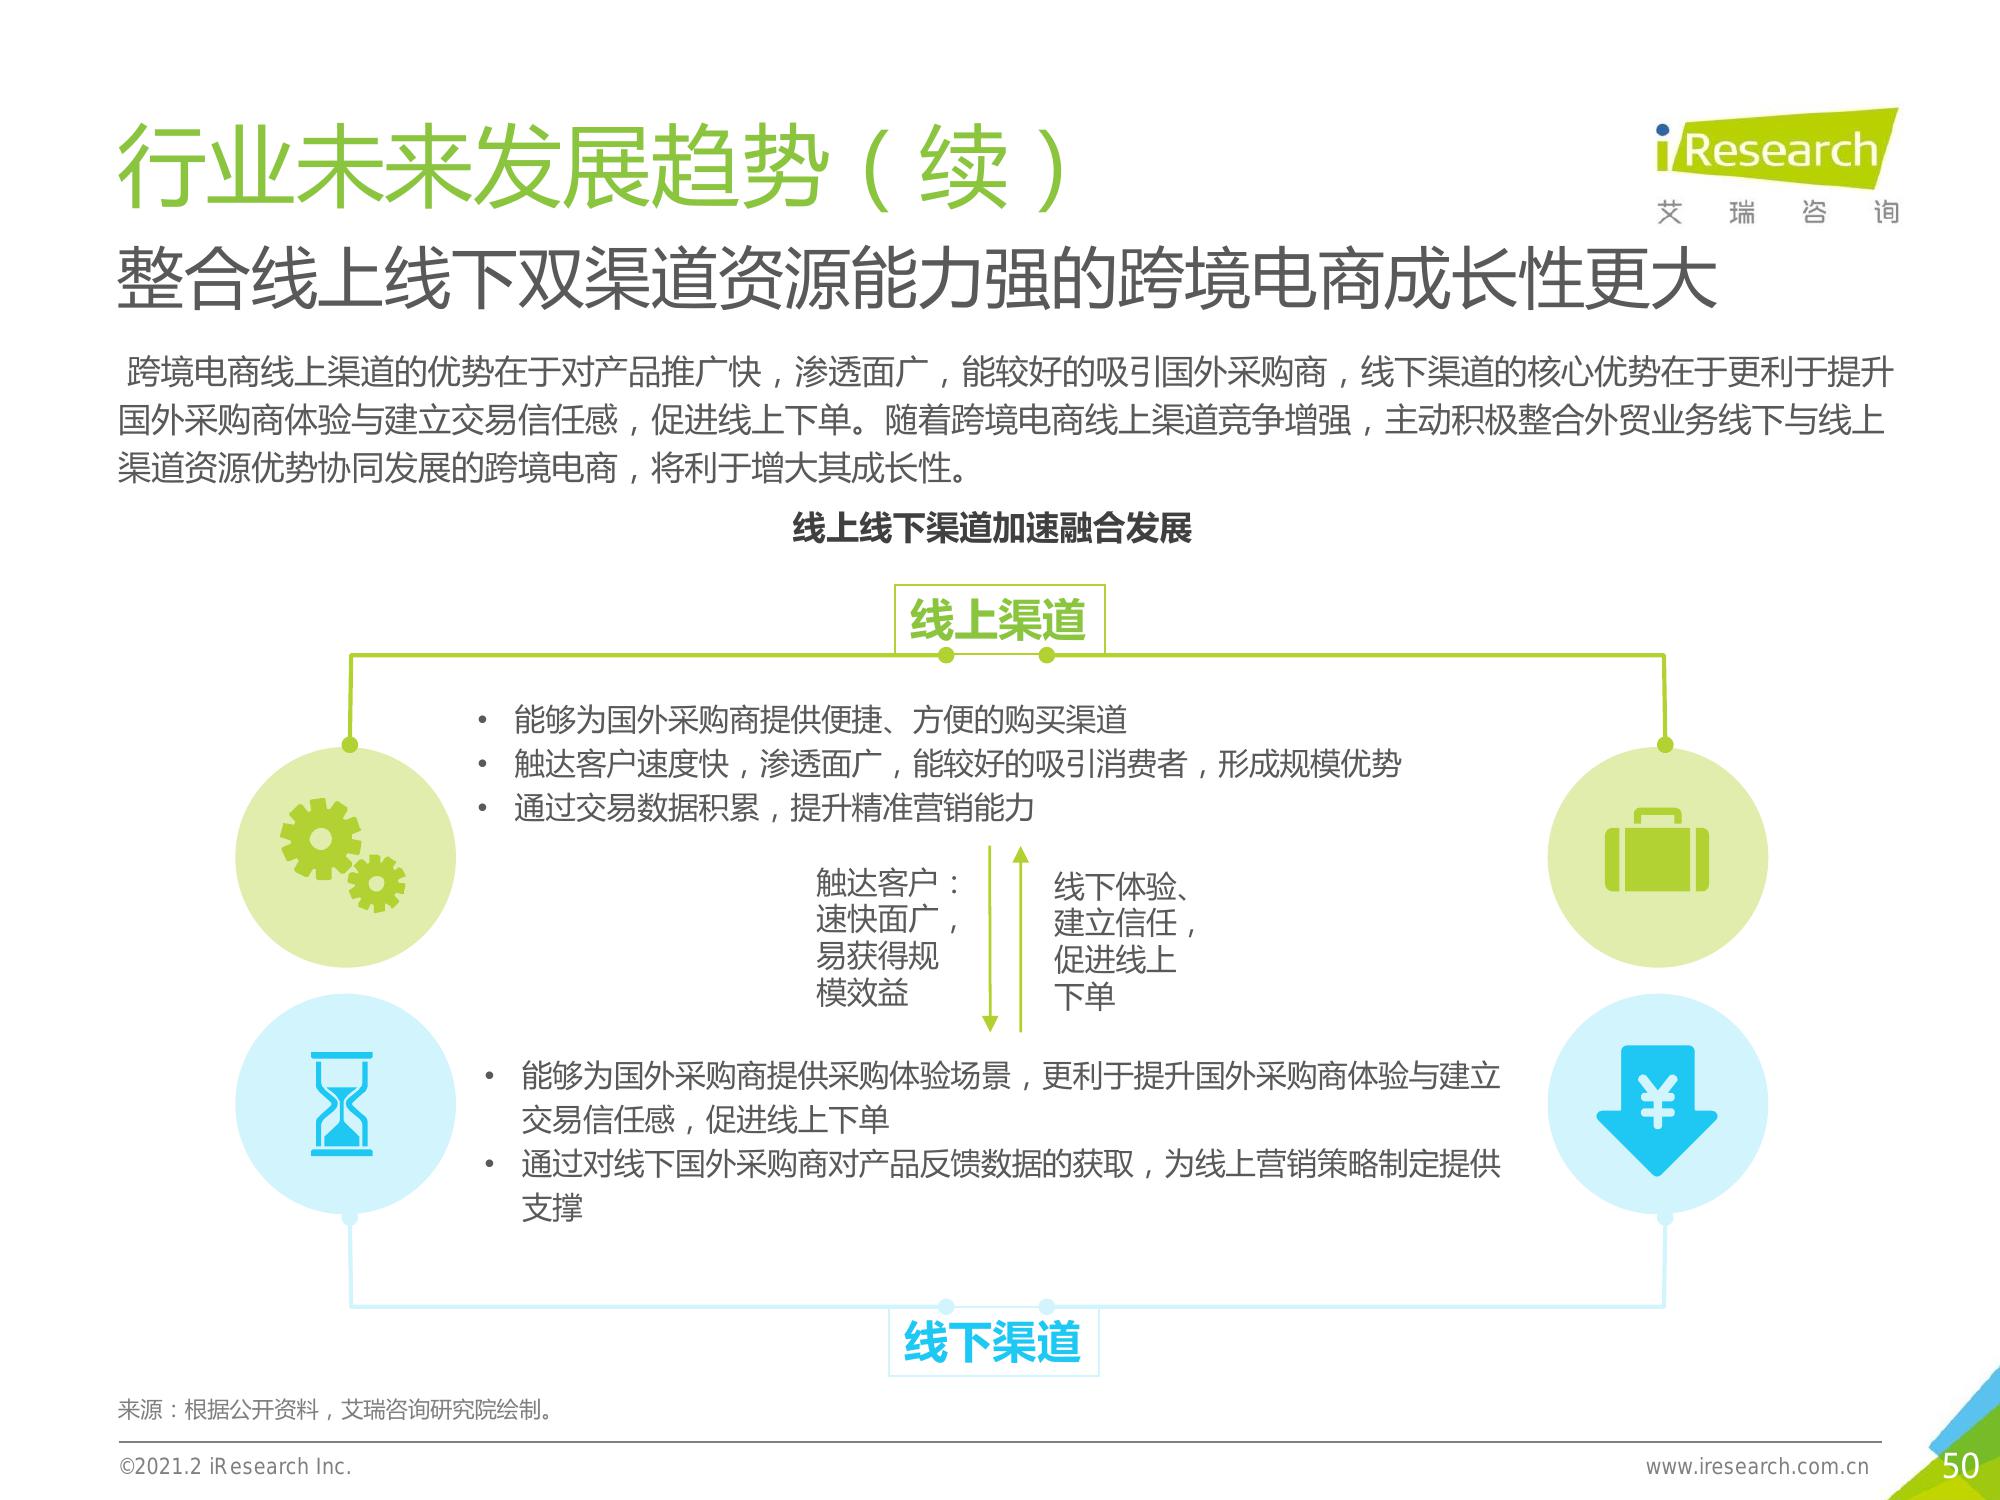 行业未来发展趋势（续）
iResearch
艾瑞咨询
整合线上线下双渠道资源能力强的跨境电商成长性更大
跨境电商线上渠道的优势在于对产品推广快，渗透面广，能较好的吸引国外采购商，线下渠道的核心优势在于更利于提升
国外采购商体验与建立交易信任感，促进线上下单。随着跨境电商线上渠道竞争增强，主动积极整合外贸业务线下与线上
渠道资源优势协同发展的跨境电商，将利于增大其成长性。
线上线下渠道加速融合发展
线上渠道
• 能够为国外采购商提供便捷、方便的购买渠道
• 触达客户速度快，渗透面广，能较好的吸引消费者，形成规模优势
• 通过交易数据积累，提升精准营销能力
触达客户：
速快面广，
易获得规
模效益
线下体验、
建立信任，
促进线上
下单
• 能够为国外采购商提供采购体验场景，更利于提升国外采购商体验与建立
交易信任感，促进线上下单
• 通过对线下国外采购商对产品反馈数据的获取，为线上营销策略制定提供
支撑
¥
线下渠道
来源：根据公开资料，艾瑞咨询研究院绘制。
©2021.2 iResearch Inc.
www.iresearch.com.cn
50